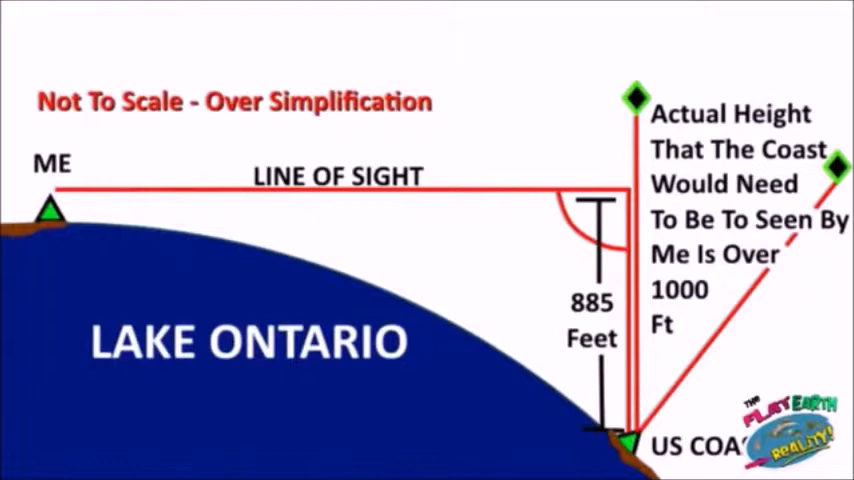 Not To Scale - Over Simplification
ME
LINE OF SIGHT
Actual Height
That The Coast
Would Need
To Be To Seen By
Me Is Over
1000
Ft
885
Feet
LAKE ONTARIO
US
THE
FLAT EARTH
REALITY!